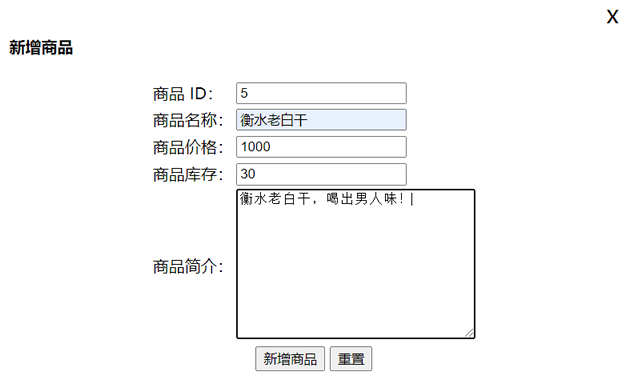 X
新增商品
商品 ID： 5
商品名称： 衡水老白干
商品价格： 1000
商品库存： 30
衡水老白干，喝出男人味！
商品简介：
新增商品 重置